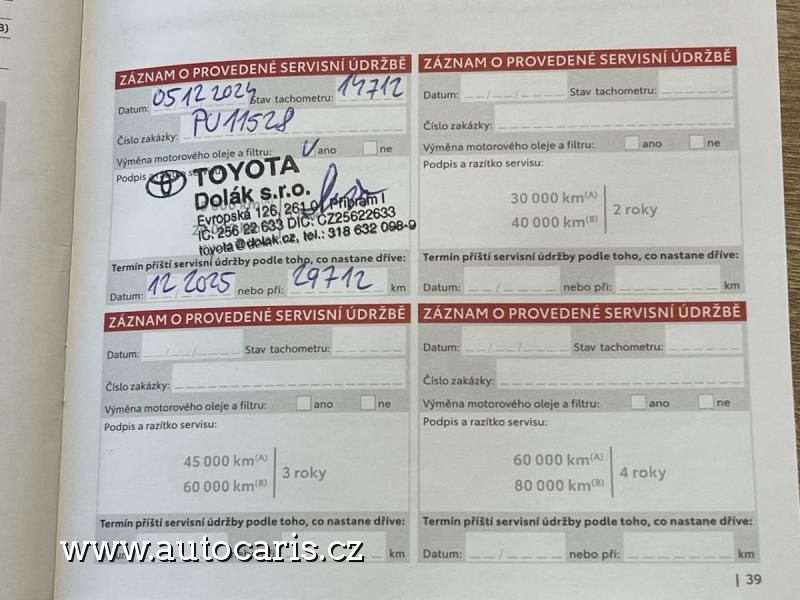 B)
ZÁZNAM O PROVEDENÉ SERVISNÍ ÚDRŽBĚ
Datum: 05 12 2024 Stav tachometru: 14712
Číslo zakázky: PU11528
Výměna motorového oleje a filtru: ano ne
Podpis a razítko servisu:
TOYOTA
Dolák s.r.o.
Evropská 126, 261 01 Příbram I
IČ: 256 22 633 DIČ: CZ25622633
toyota@dolak.cz, tel.: 318 632 098-9
Termín příští servisní údržby podle toho, co nastane dříve:
Datum: 12 2025 nebo při: 29712 km
ZÁZNAM O PROVEDENÉ SERVISNÍ ÚDRŽBĚ
Datum: Stav tachometru:
Číslo zakázky:
Výměna motorového oleje a filtru: ano ne
Podpis a razítko servisu:
30 000 km(A)
40 000 km(B)
2 roky
Termín příští servisní údržby podle toho, co nastane dříve:
Datum: nebo při: km
ZÁZNAM O PROVEDENÉ SERVISNÍ ÚDRŽBĚ
Datum: Stav tachometru:
Číslo zakázky:
Výměna motorového oleje a filtru: ano ne
Podpis a razítko servisu:
45 000 km(A)
60 000 km(B)
3 roky
Termín příští servisní údržby podle toho, co nastane dříve:
km
ZÁZNAM O PROVEDENÉ SERVISNÍ ÚDRŽBĚ
Datum: Stav tachometru:
Číslo zakázky:
Výměna motorového oleje a filtru: ano ne
Podpis a razítko servisu:
60 000 km(A)
80 000 km(B)
4 roky
Termín příští servisní údržby podle toho, co nastane dříve:
Datum: nebo při: km
www.autocaris.cz
| 39